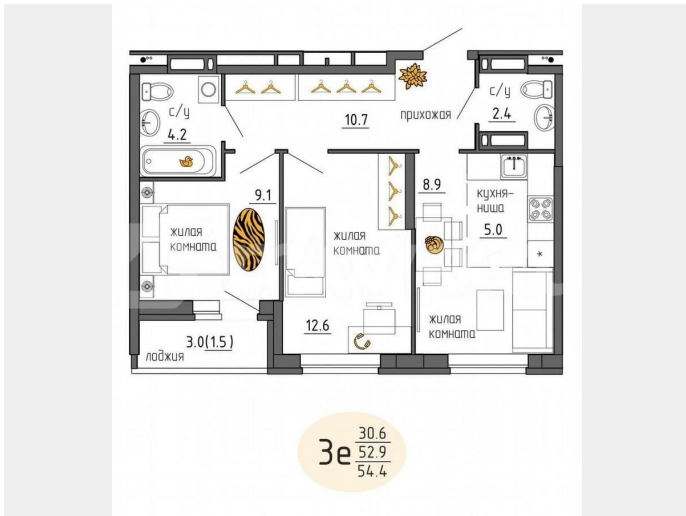 с/у
4.2
10.7
прихожая
с/у
2.4
9.1
жилая
комната
жилая
комната
8.9
кухня-
ниша
5.0
*
12.6
жилая
комната
3.0(1.5)
лоджия
3е
30.6
52.9
54.4